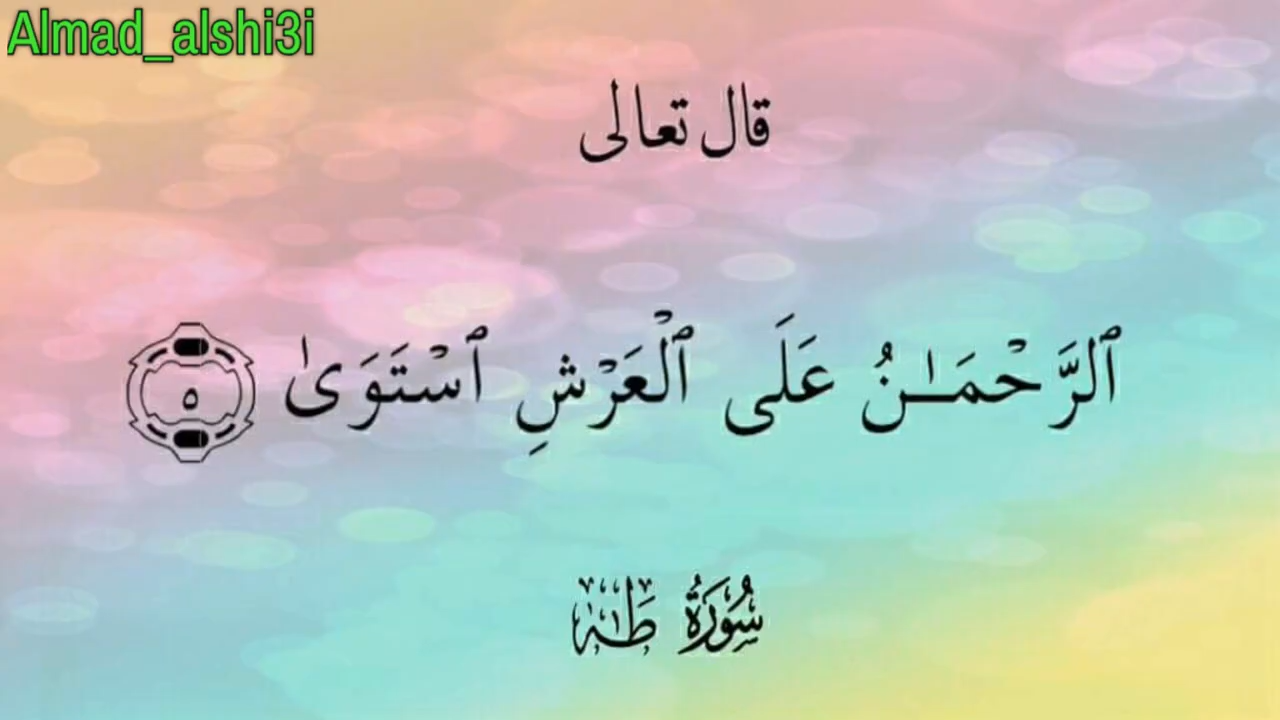 Almad_alshi3i
قال تعالى
ٱلرَّحْمَـٰنُ عَلَى ٱلْعَرْشِ ٱسْتَوَىٰ ٥
سُورَةُ طه